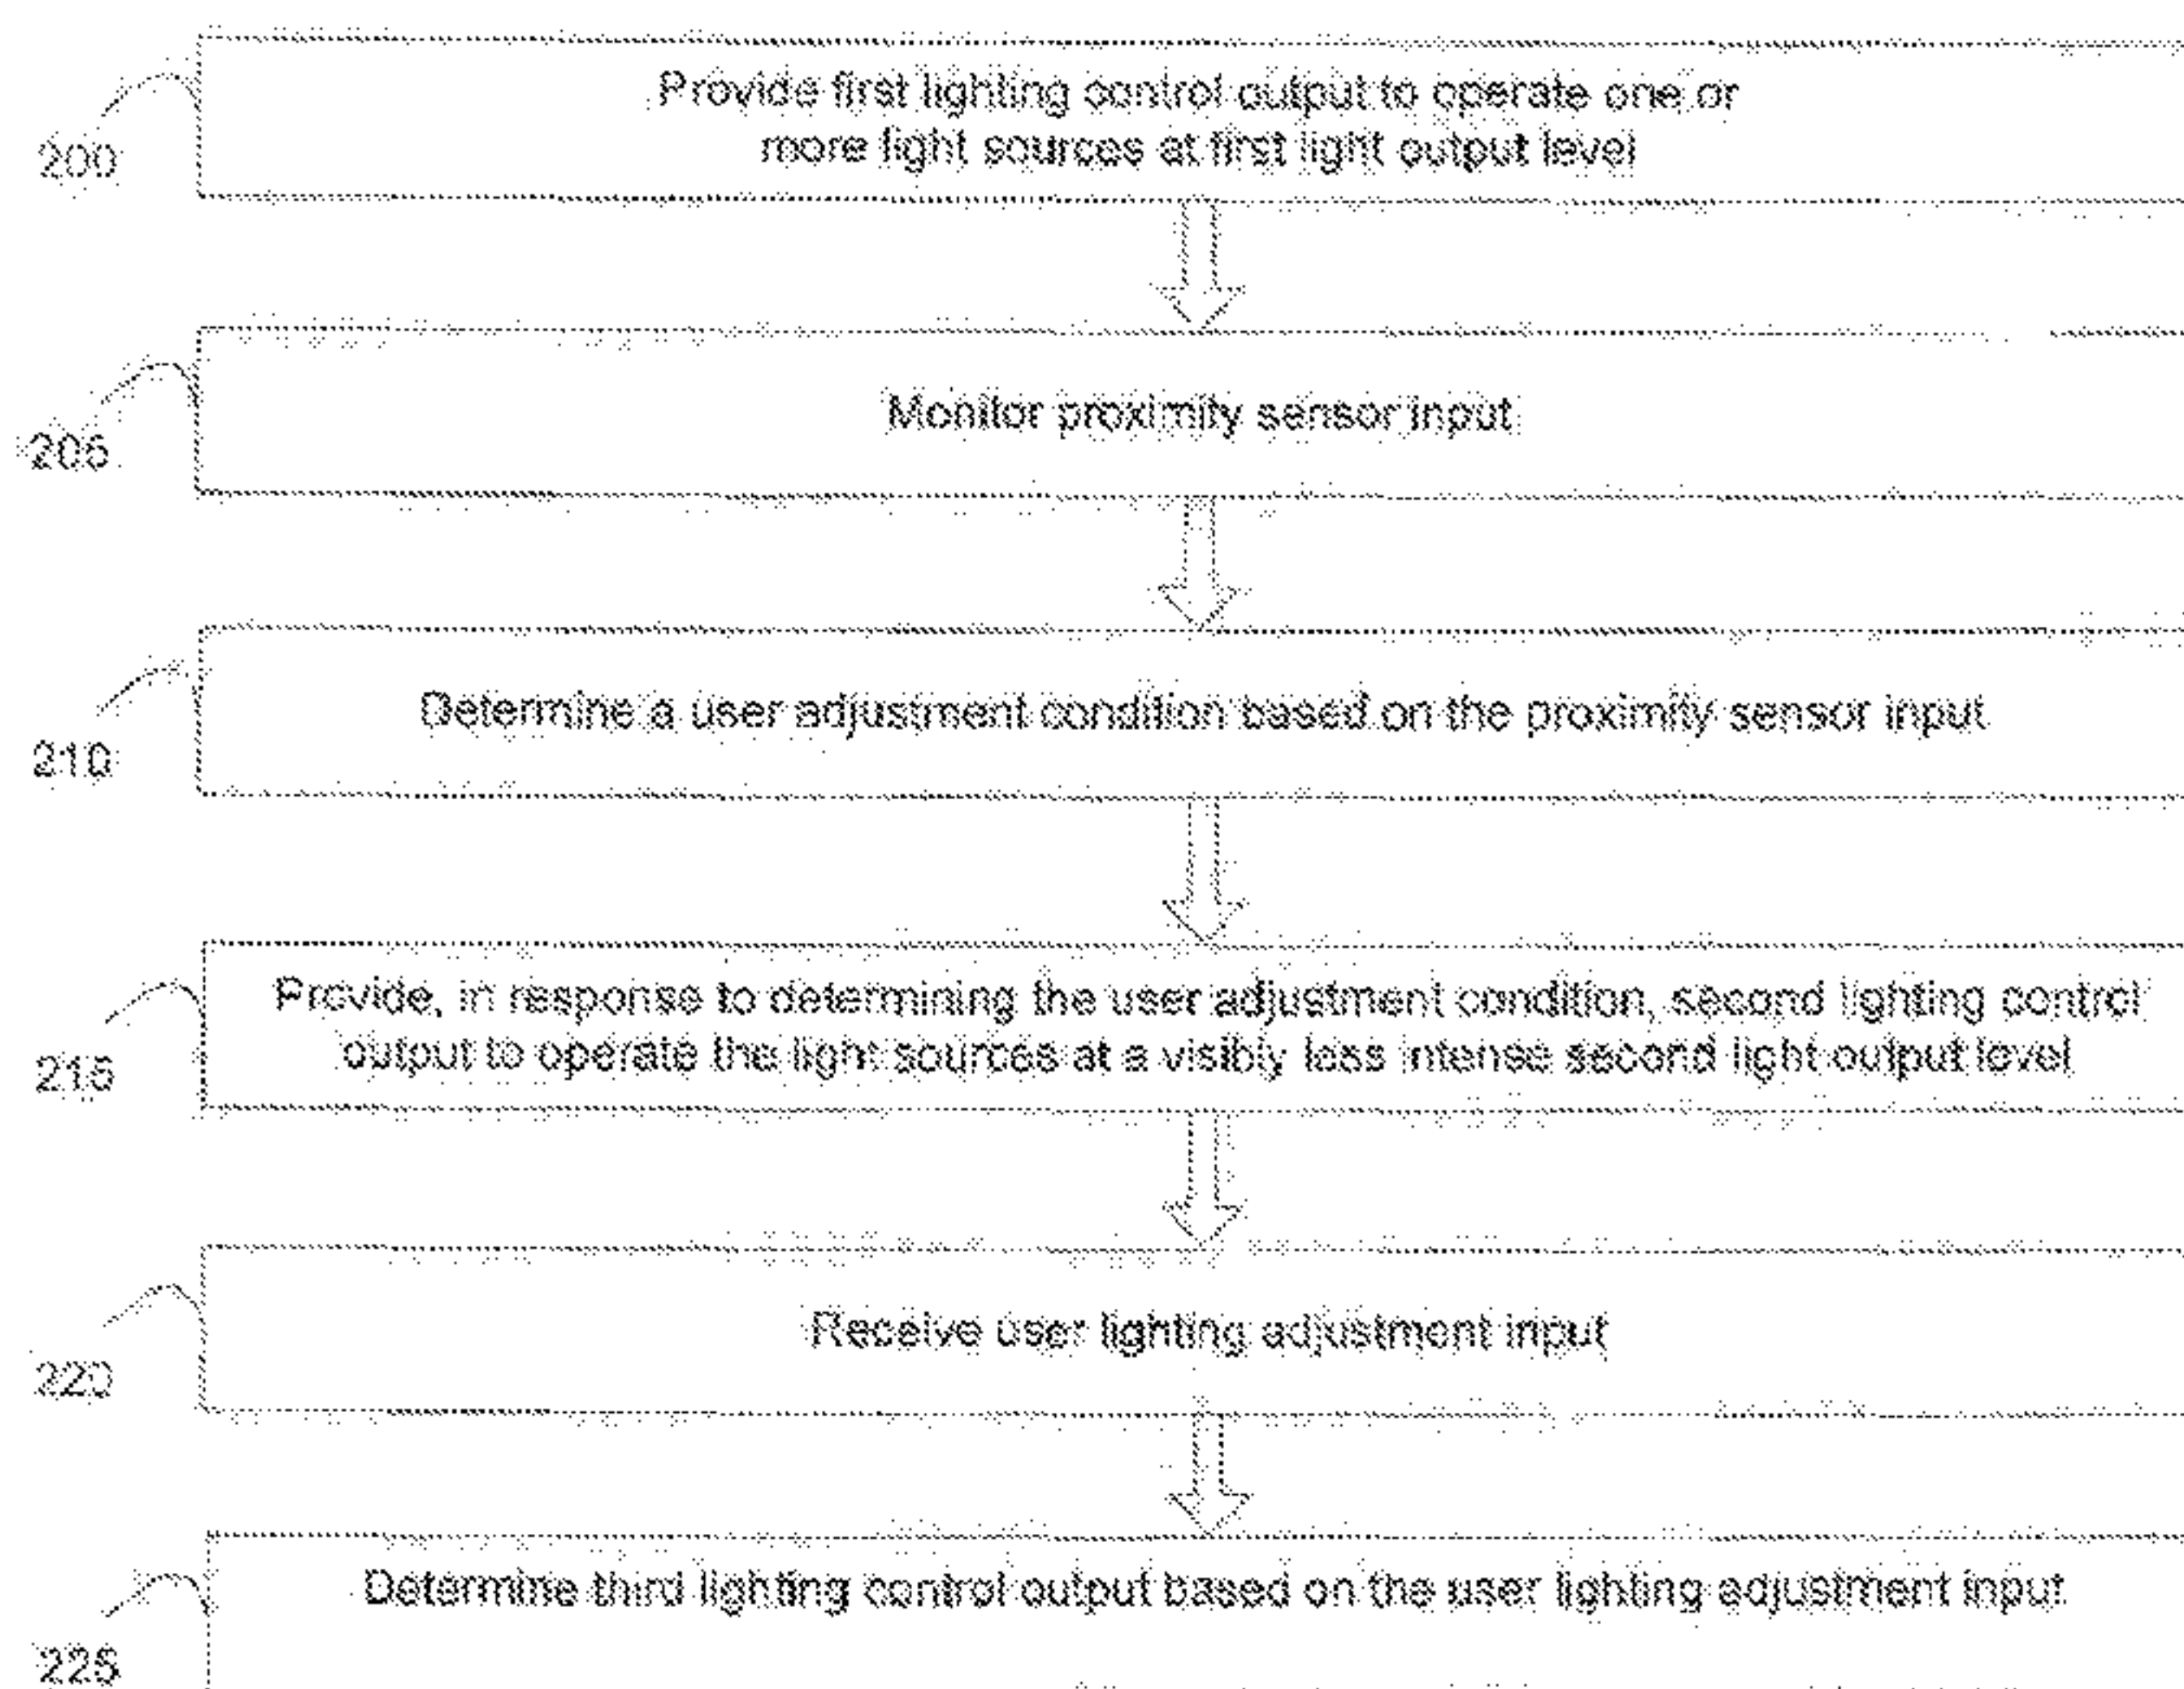 Provide first lighting control output to operate one or
more light sources at first light output level
200
Monitor proximity sensor input
205
Determine a user adjustment condition based on the proximity sensor input
210
Provide, in response to determining the user adjustment condition, second lighting control
output to operate the light sources at a visibly less intense second light output level
215
Receive user lighting adjustment input
220
Determine third lighting control output based on the user lighting adjustment input
225